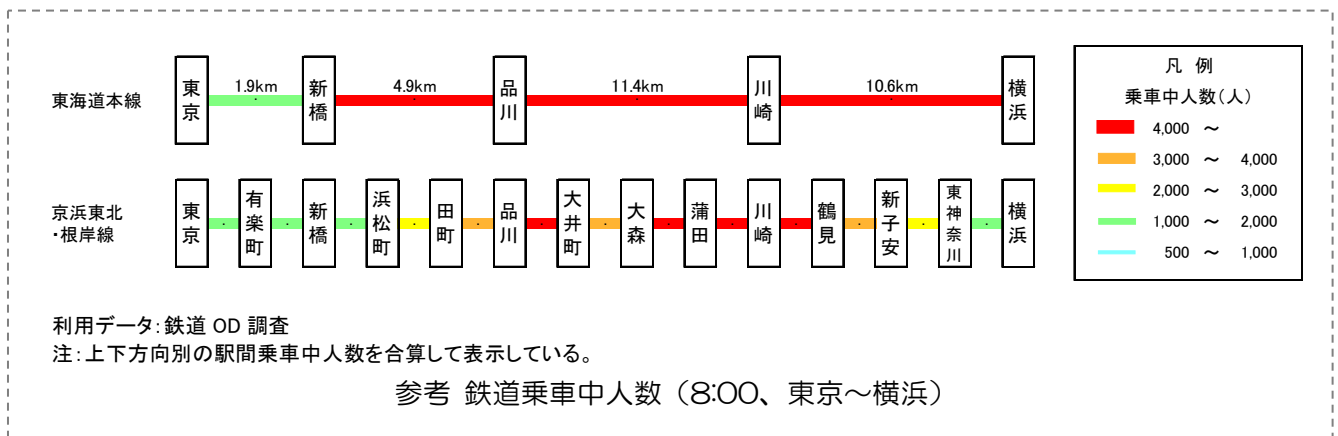 東海道本線
東京
1.9km
新橋
4.9km
品川
11.4km
川崎
10.6km
横浜
京浜東北
・根岸線
東京
有楽町
新橋
浜松町
田町
品川
大井町
大森
蒲田
川崎
鶴見
新子安
東神奈川
横浜
凡 例
乗車中人数(人)
4,000 ～
3,000 ～ 4,000
2,000 ～ 3,000
1,000 ～ 2,000
500 ～ 1,000
利用データ：鉄道 OD 調査
注：上下方向別の駅間乗車中人数を合算して表示している。
参考 鉄道乗車中人数（8:00、東京～横浜）